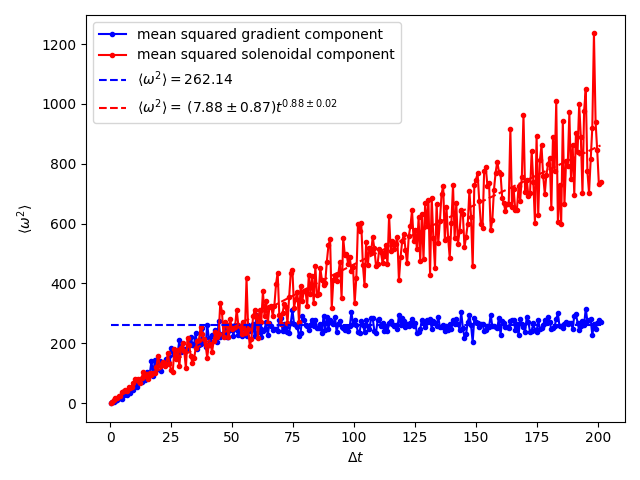 mean squared gradient component
mean squared solenoidal component
⟨ω²⟩ = 262.14
⟨ω²⟩ = (7.88 ± 0.87)t^{0.88±0.02}
⟨ω²⟩
1200
1000
800
600
400
200
0
0 25 50 75 100 125 150 175 200
Δt